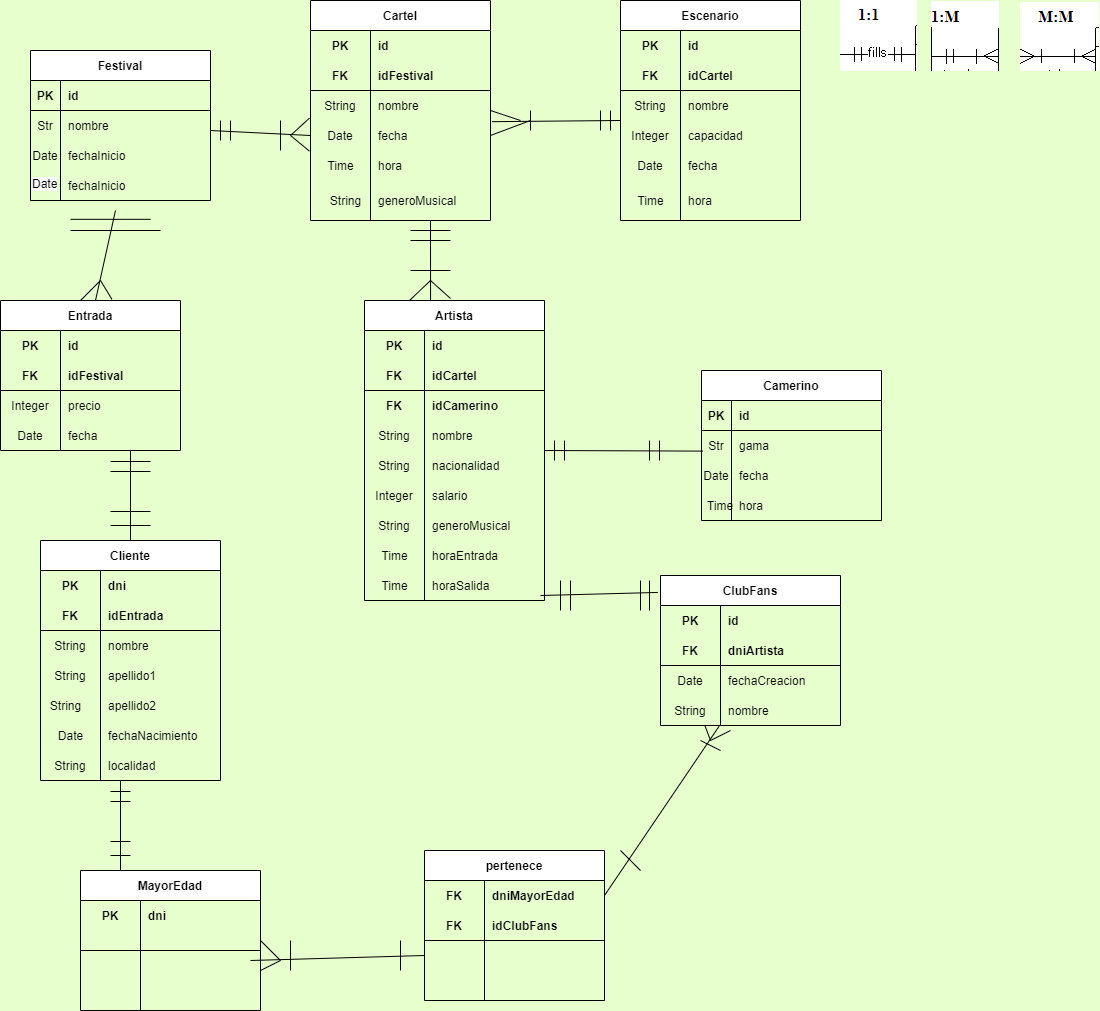 1:1
1:M
M:M
fills
Festival
PK id
Str nombre
Date fechaInicio
Date fechaInicio
Cartel
PK id
FK idFestival
String nombre
Date fecha
Time hora
String generoMusical
Escenario
PK id
FK idCartel
String nombre
Integer capacidad
Date fecha
Time hora
Entrada
PK id
FK idFestival
Integer precio
Date fecha
Artista
PK id
FK idCartel
FK idCamerino
String nombre
String nacionalidad
Integer salario
String generoMusical
Time horaEntrada
Time horaSalida
Camerino
PK id
Str gama
Date fecha
Time hora
Cliente
PK dni
FK idEntrada
String nombre
String apellido1
String apellido2
Date fechaNacimiento
String localidad
ClubFans
PK id
FK dniArtista
Date fechaCreacion
String nombre
MayorEdad
PK dni
pertenece
FK dniMayorEdad
FK idClubFans